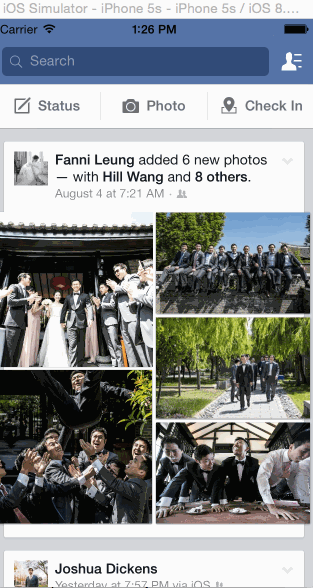 iOS Simulator - iPhone 5s - iPhone 5s / iOS 8....
Carrier 1:26 PM
Search
Status Photo Check In
Fanni Leung added 6 new photos
— with Hill Wang and 8 others.
August 4 at 7:21 AM ·
Joshua Dickens
Yesterday at 7:57 PM via iOS